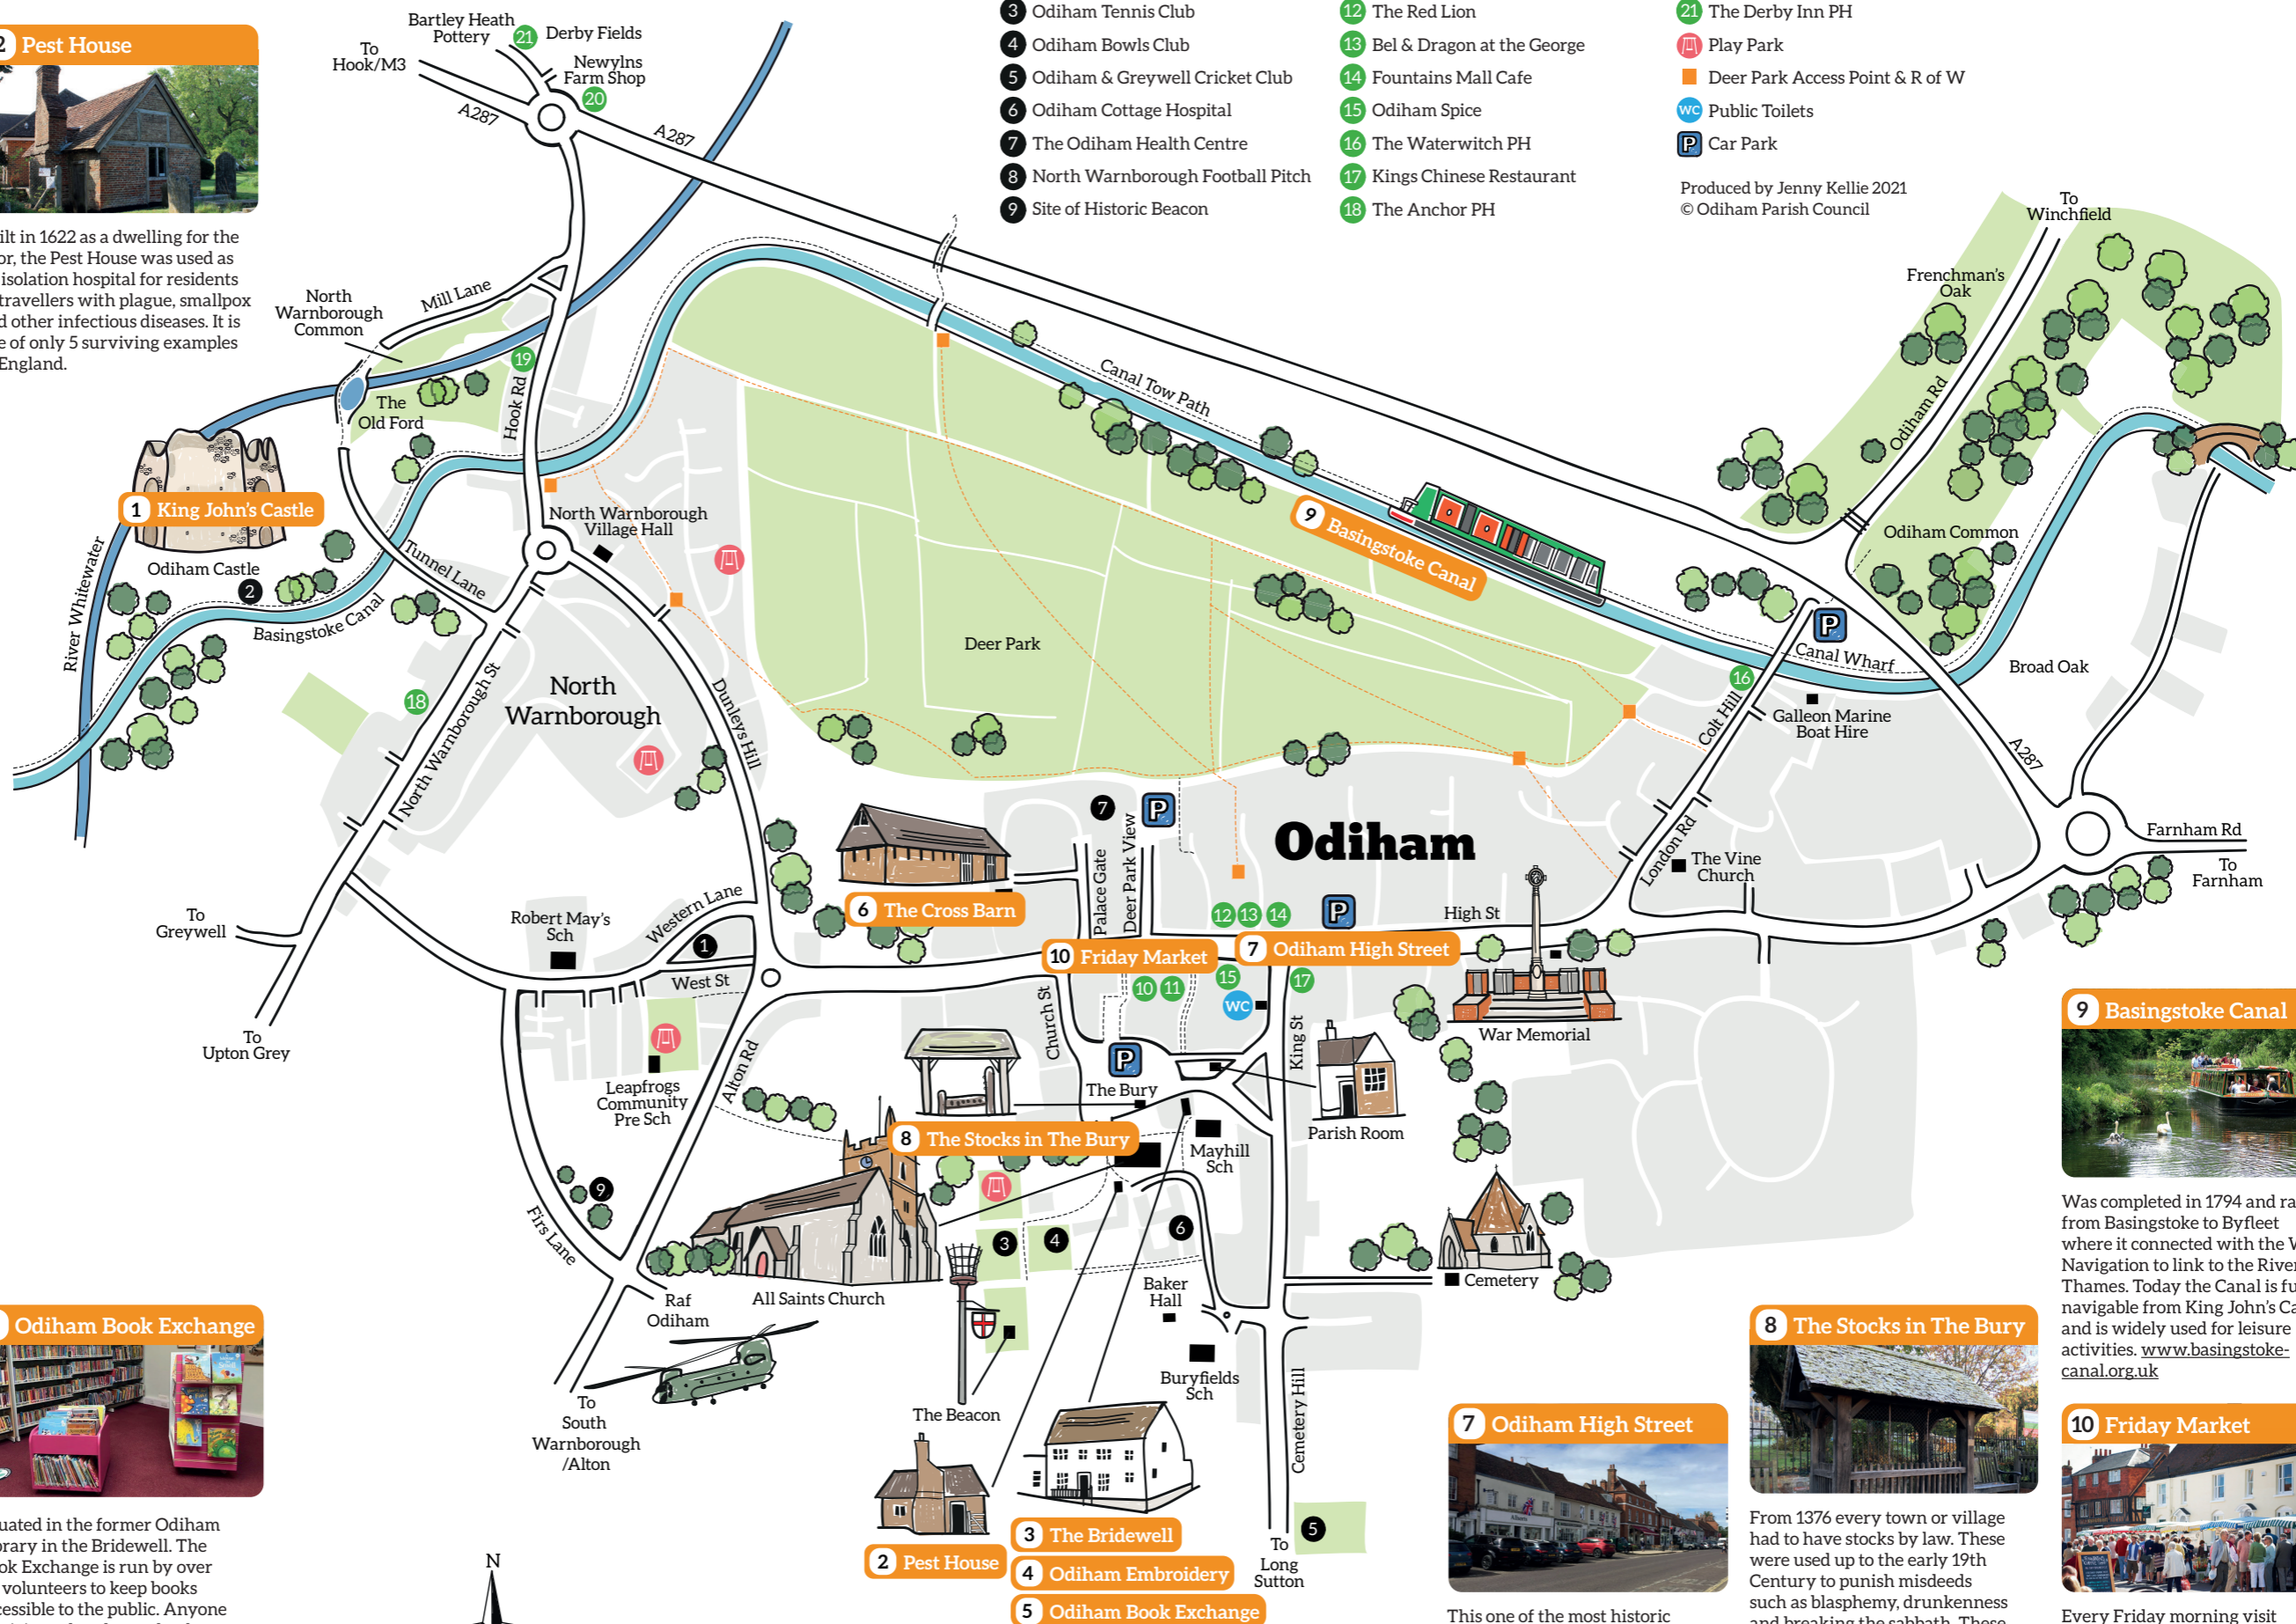 2 Pest House
ilt in 1622 as a dwelling for the
or, the Pest House was used as
isolation hospital for residents
travellers with plague, smallpox
d other infectious diseases. It is
e of only 5 surviving examples
England.
Bartley Heath
Pottery
21
Derby Fields
To
Hook/M3
Newylns
Farm Shop
20
A287
A287
3 Odiham Tennis Club
4 Odiham Bowls Club
5 Odiham & Greywell Cricket Club
6 Odiham Cottage Hospital
7 The Odiham Health Centre
8 North Warnborough Football Pitch
9 Site of Historic Beacon
12 The Red Lion
13 Bel & Dragon at the George
14 Fountains Mall Cafe
15 Odiham Spice
16 The Waterwitch PH
17 Kings Chinese Restaurant
18 The Anchor PH
21 The Derby Inn PH
Play Park
Deer Park Access Point & R of W
WC Public Toilets
P Car Park
Produced by Jenny Kellie 2021
© Odiham Parish Council
To
Winchfield
Frenchman's
Oak
Odiham Rd
Odiham Common
North
Warnborough
Common
Mill Lane
19
Hook Rd
The
Old Ford
Canal Tow Path
1 King John's Castle
Odiham Castle
2
River Whitewater
Basingstoke Canal
Tunnel Lane
North Warnborough
Village Hall
9 Basingstoke Canal
Deer Park
P
Canal Wharf
Broad Oak
16
Colt Hill
Galleon Marine
Boat Hire
A287
18
North Warnborough St
North
Warnborough
Dunleys Hill
7
P
Odiham
Palace Gate
Deer Park View
London Rd
The Vine
Church
Farnham Rd
To
Farnham
6 The Cross Barn
12 13 14
P
High St
To
Greywell
Robert May's
Sch
Western Lane
1
West St
10 Friday Market
7 Odiham High Street
10 11
15
17
WC
To
Upton Grey
Church St
King St
War Memorial
Leapfrogs
Community
Pre Sch
Alton Rd
P
The Bury
Parish Room
8 The Stocks in The Bury
Mayhill
Sch
9
Firs Lane
3
4
6
Raf
Odiham
All Saints Church
Baker
Hall
Cemetery
Buryfields
Sch
Cemetery Hill
The Beacon
To
South
Warnborough
/Alton
2 Pest House
3 The Bridewell
4 Odiham Embroidery
5 Odiham Book Exchange
To
Long
Sutton
5
N
Odiham Book Exchange
uated in the former Odiham
brary in the Bridewell. The
ok Exchange is run by over
volunteers to keep books
cessible to the public. Anyone
7 Odiham High Street
This one of the most historic
8 The Stocks in The Bury
From 1376 every town or village
had to have stocks by law. These
were used up to the early 19th
Century to punish misdeeds
such as blasphemy, drunkenness
and breaking the sabbath. These
9 Basingstoke Canal
Was completed in 1794 and ra
from Basingstoke to Byfleet
where it connected with the W
Navigation to link to the River
Thames. Today the Canal is fu
navigable from King John's Ca
and is widely used for leisure
activities. www.basingstoke-
canal.org.uk
10 Friday Market
Every Friday morning visit